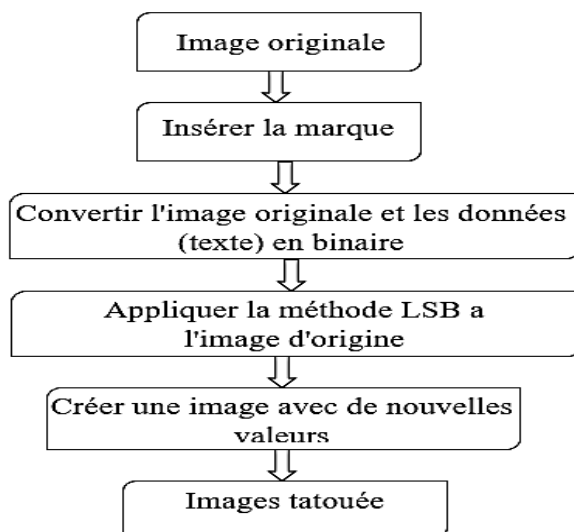 Image originale
Insérer la marque
Convertir l'image originale et les données
(texte) en binaire
Appliquer la méthode LSB a
l'image d'origine
Créer une image avec de nouvelles
valeurs
Images tatouée